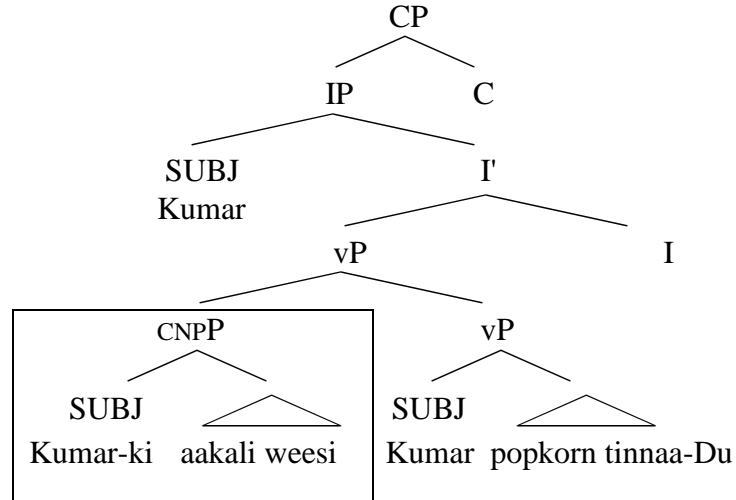 CP
IP C
SUBJ I'
Kumar
vP I
CNPP vP
SUBJ SUBJ
Kumar-ki aakali weesi Kumar popkorn tinnaa-Du